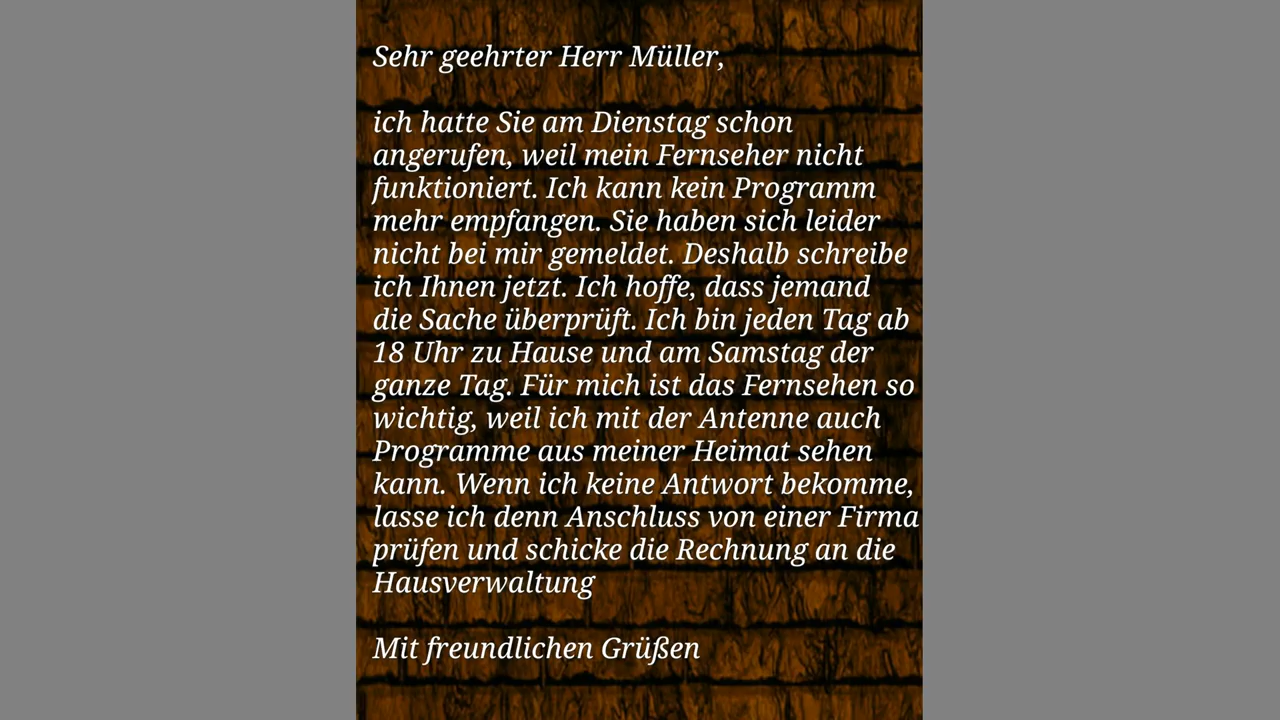 Sehr geehrter Herr Müller,
ich hatte Sie am Dienstag schon
angerufen, weil mein Fernseher nicht
funktioniert. Ich kann kein Programm
mehr empfangen. Sie haben sich leider
nicht bei mir gemeldet. Deshalb schreibe
ich Ihnen jetzt. Ich hoffe, dass jemand
die Sache überprüft. Ich bin jeden Tag ab
18 Uhr zu Hause und am Samstag der
ganze Tag. Für mich ist das Fernsehen so
wichtig, weil ich mit der Antenne auch
Programme aus meiner Heimat sehen
kann. Wenn ich keine Antwort bekomme,
lasse ich denn Anschluss von einer Firma
prüfen und schicke die Rechnung an die
Hausverwaltung
Mit freundlichen Grüßen